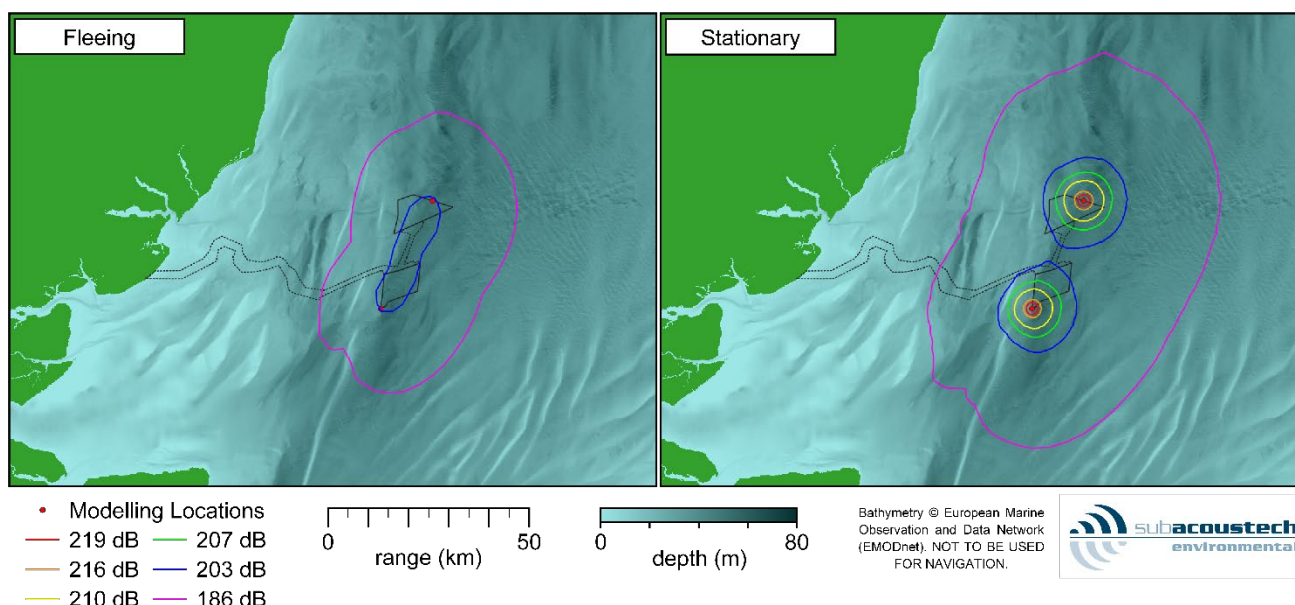 Fleeing
Stationary
Modelling Locations
219 dB
207 dB
216 dB
203 dB
210 dB
186 dB
0
50
range (km)
0
80
depth (m)
Bathymetry © European Marine
Observation and Data Network
(EMODnet). NOT TO BE USED
FOR NAVIGATION.
subacoustech
environmental